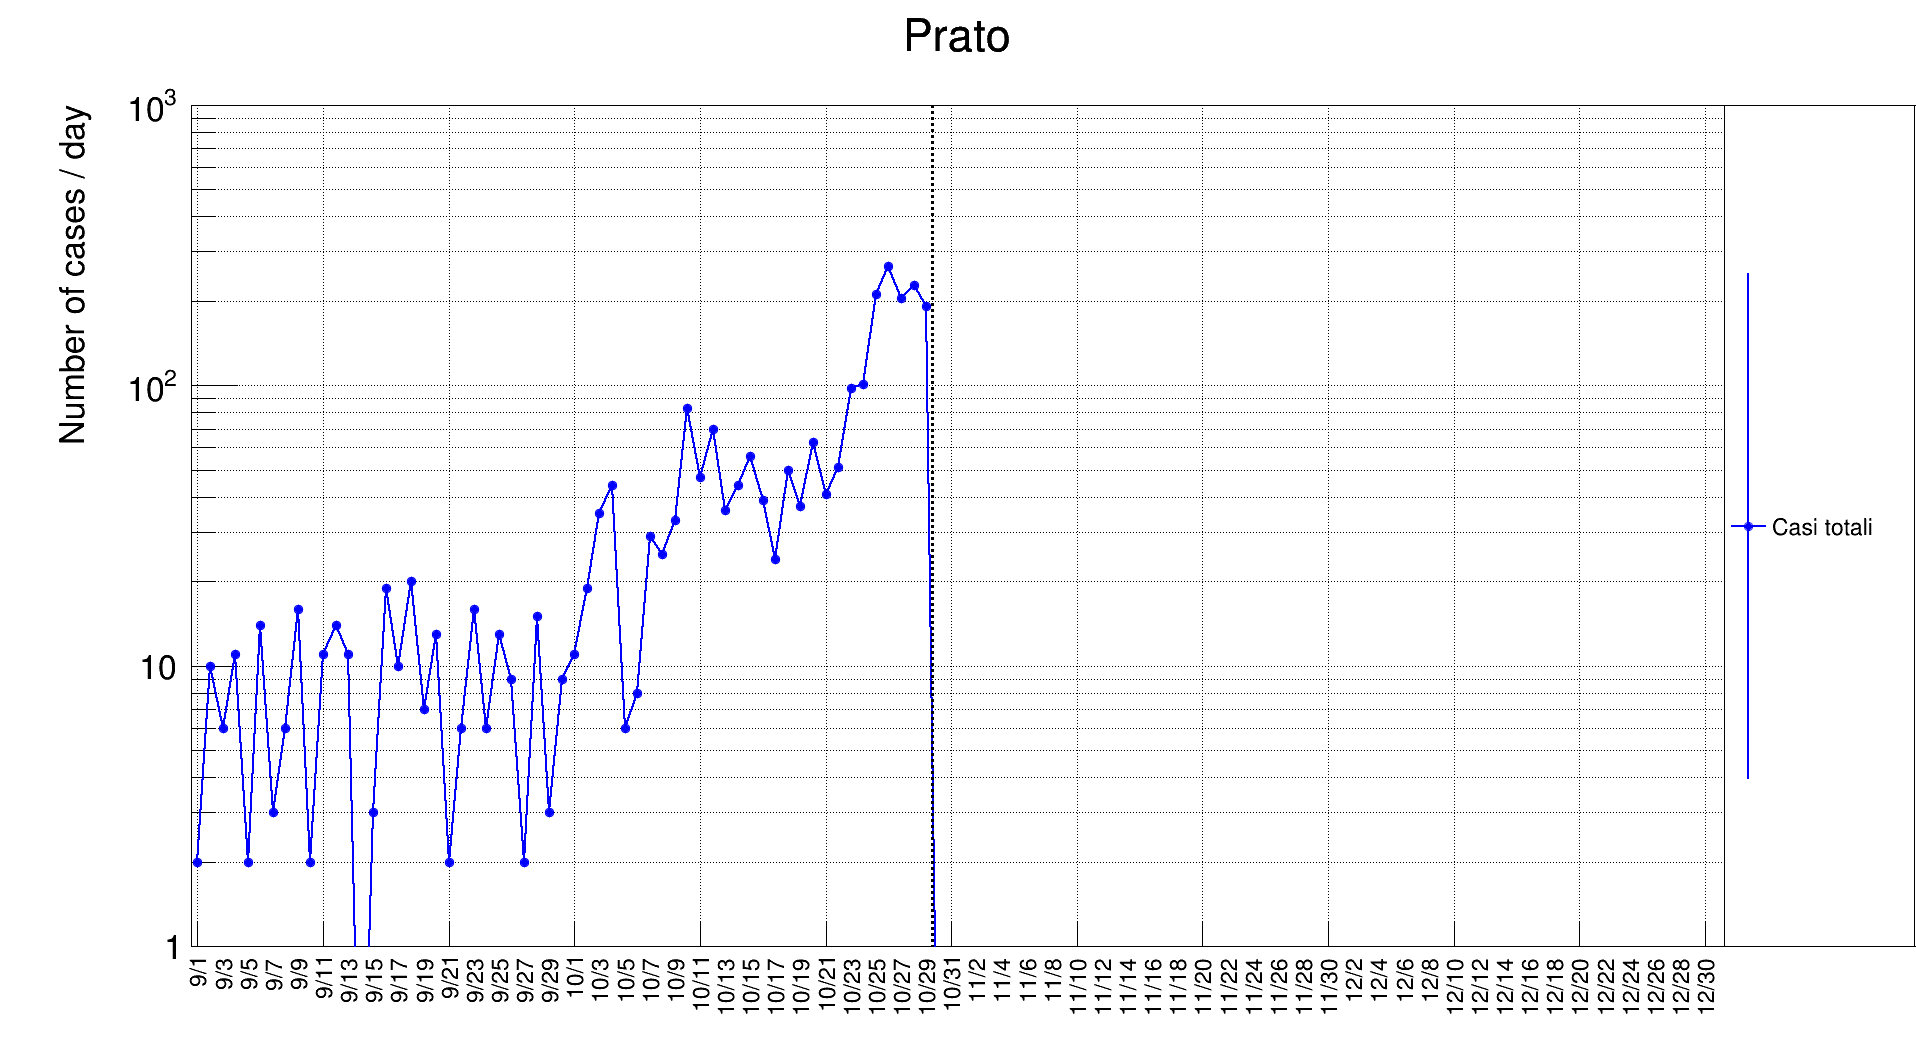 Prato
Number of cases / day
10³
10²
10
1
9/1 9/3 9/5 9/7 9/9 9/11 9/13 9/15 9/17 9/19 9/21 9/23 9/25 9/27 9/29 10/1 10/3 10/5 10/7 10/9 10/11 10/13 10/15 10/17 10/19 10/21 10/23 10/25 10/27 10/29 10/31 11/2 11/4 11/6 11/8 11/10 11/12 11/14 11/16 11/18 11/20 11/22 11/24 11/26 11/28 11/30 12/2 12/4 12/6 12/8 12/10 12/12 12/14 12/16 12/18 12/20 12/22 12/24 12/26 12/28 12/30
Casi totali